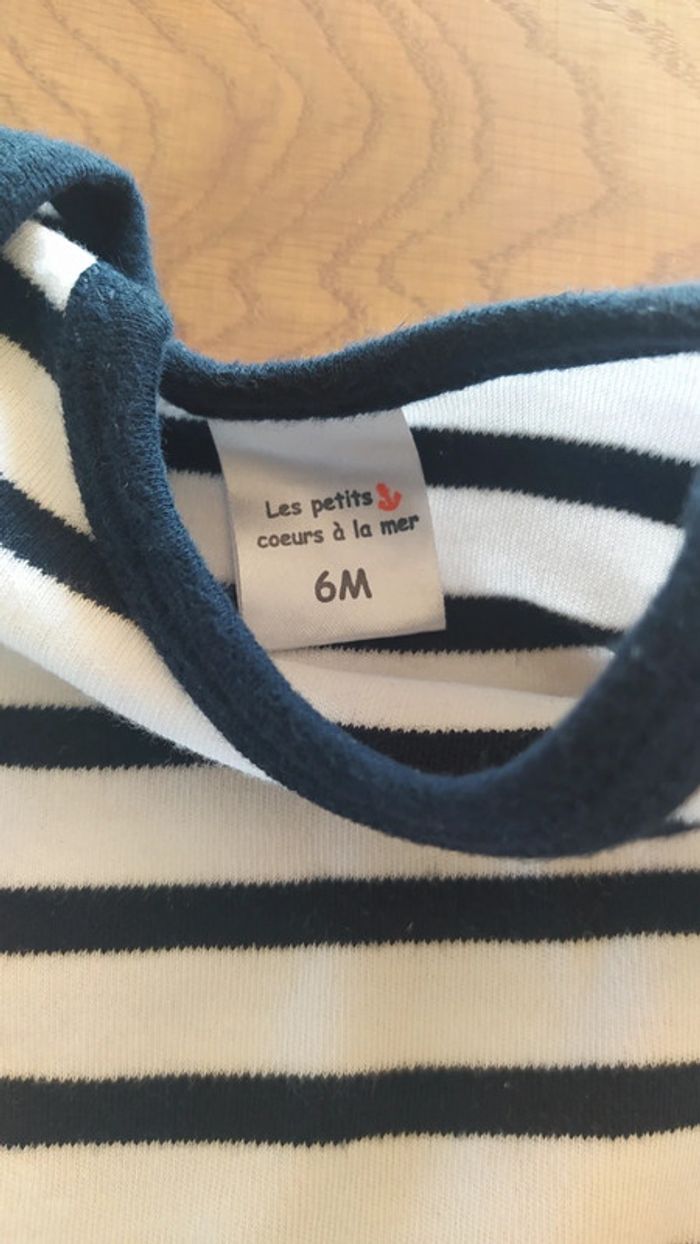 Les petits
coeurs à la mer
6M